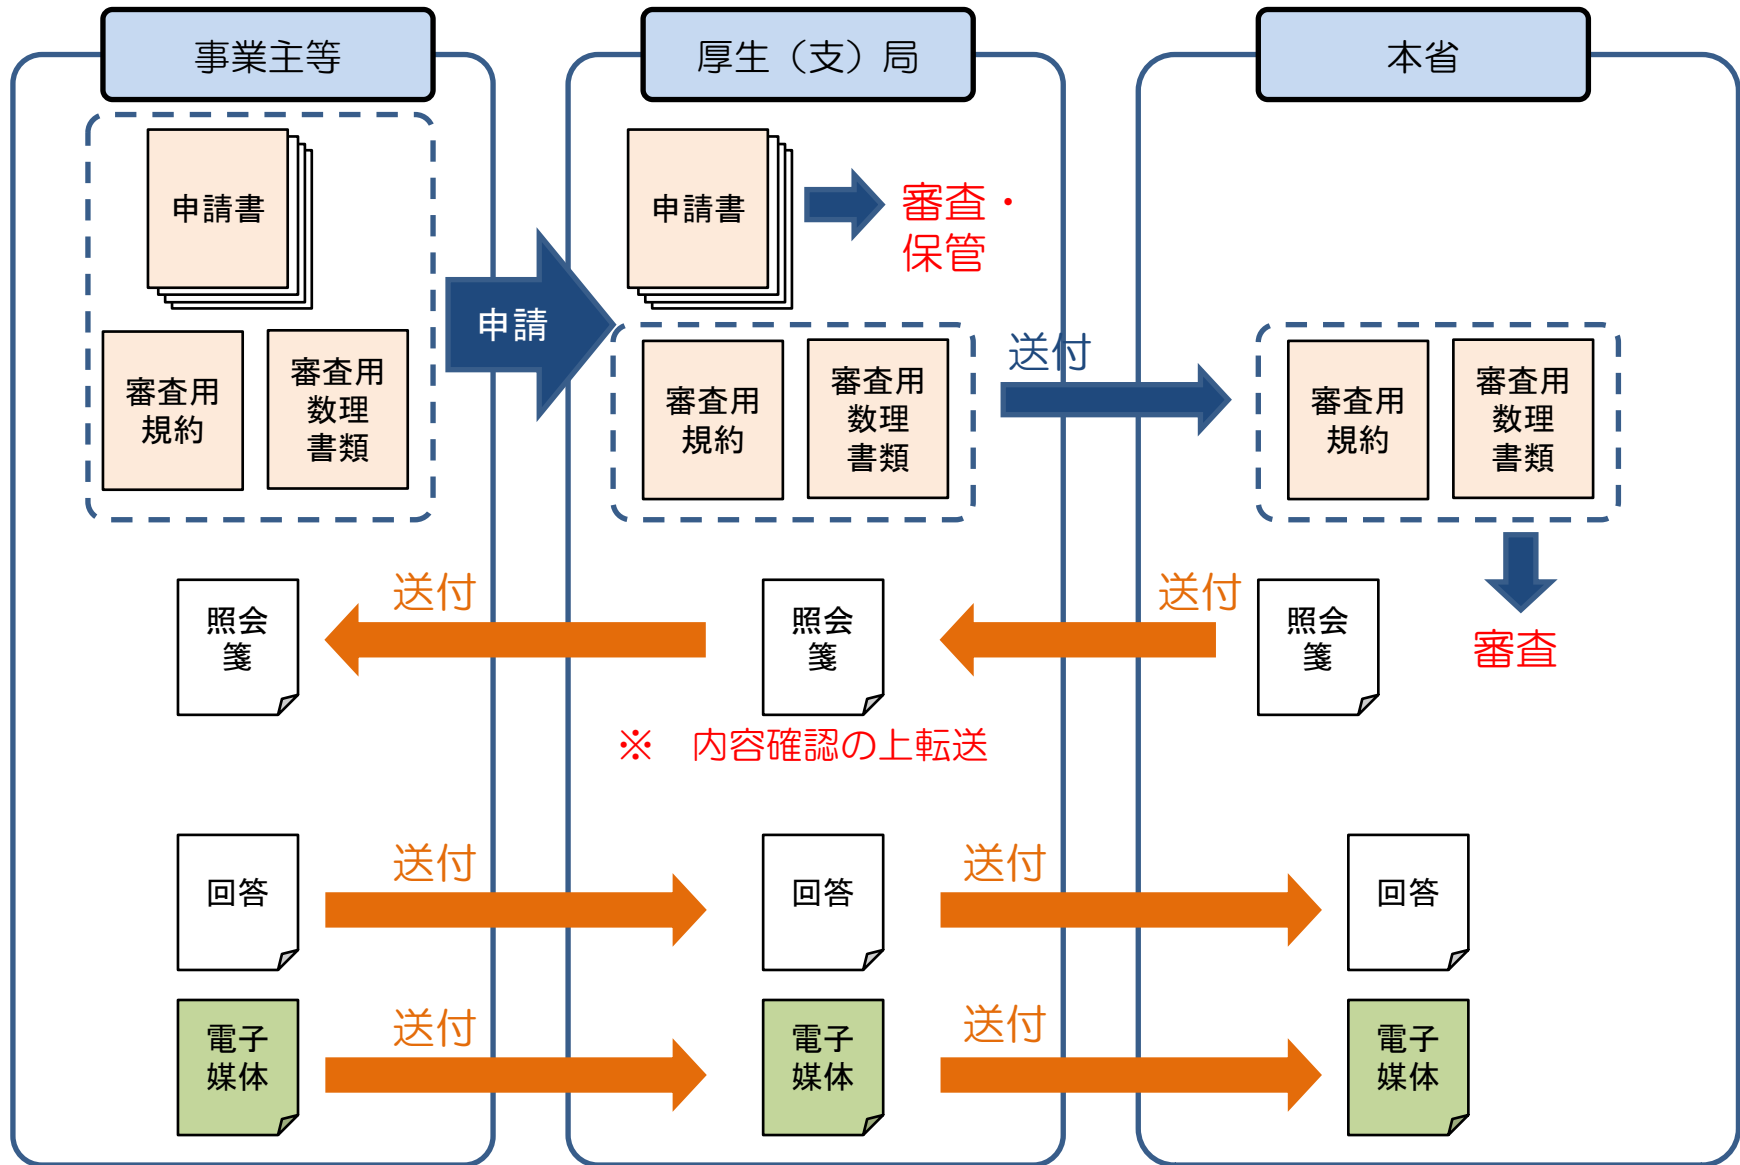 事業主等
厚生（支）局
本省
申請書
審査用
規約
審査用
数理
書類
申請
申請書
審査・
保管
審査用
規約
審査用
数理
書類
送付
審査用
規約
審査用
数理
書類
審査
照会
箋
送付
照会
箋
送付
照会
箋
※　内容確認の上転送
回答
送付
回答
送付
回答
電子
媒体
送付
電子
媒体
送付
電子
媒体